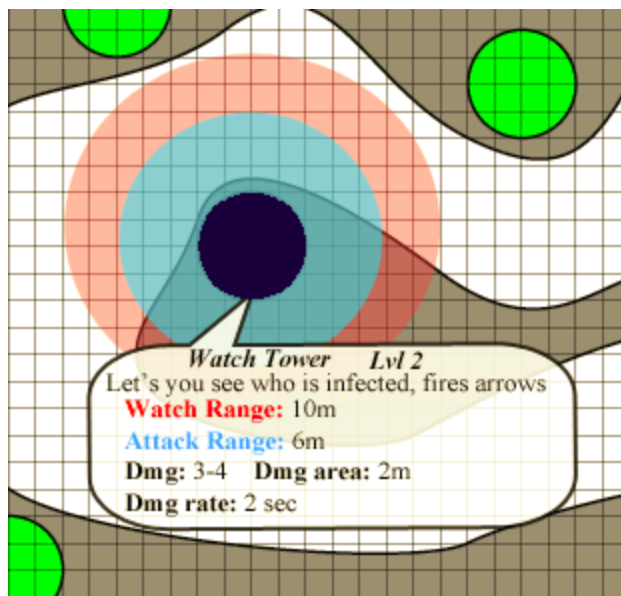 Watch Tower Lvl 2
Let's you see who is infected, fires arrows
Watch Range: 10m
Attack Range: 6m
Dmg: 3-4 Dmg area: 2m
Dmg rate: 2 sec